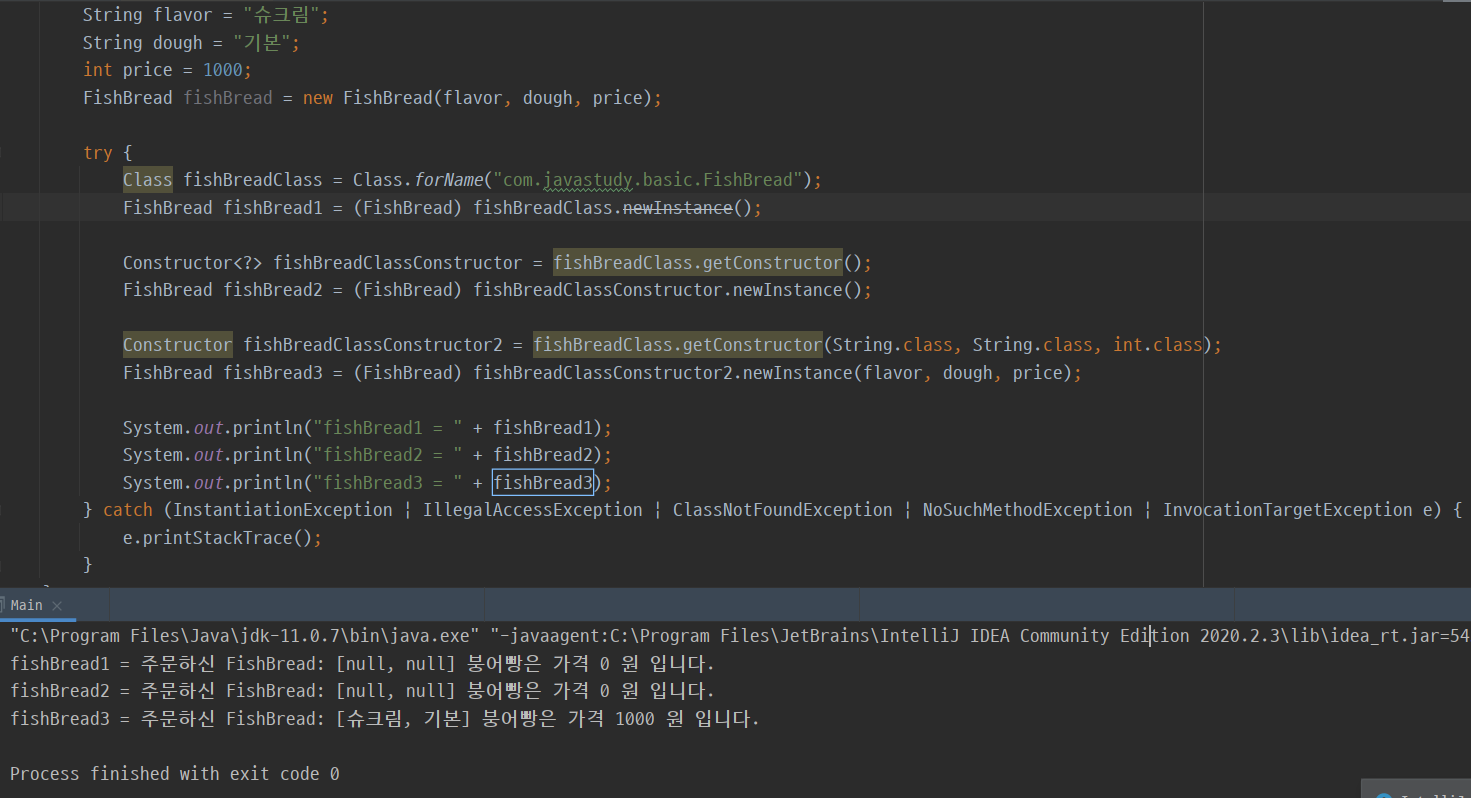 String flavor = "슈크림";
String dough = "기본";
int price = 1000;
FishBread fishBread = new FishBread(flavor, dough, price);
try {
Class fishBreadClass = Class.forName("com.javastudy.basic.FishBread");
FishBread fishBread1 = (FishBread) fishBreadClass.newInstance();
Constructor<?> fishBreadClassConstructor = fishBreadClass.getConstructor();
FishBread fishBread2 = (FishBread) fishBreadClassConstructor.newInstance();
Constructor fishBreadClassConstructor2 = fishBreadClass.getConstructor(String.class, String.class, int.class);
FishBread fishBread3 = (FishBread) fishBreadClassConstructor2.newInstance(flavor, dough, price);
System.out.println("fishBread1 = " + fishBread1);
System.out.println("fishBread2 = " + fishBread2);
System.out.println("fishBread3 = " + fishBread3);
} catch (InstantiationException | IllegalAccessException | ClassNotFoundException | NoSuchMethodException | InvocationTargetException e) {
e.printStackTrace();
}
Main
"C:\Program Files\Java\jdk-11.0.7\bin\java.exe" "-javaagent:C:\Program Files\JetBrains\IntelliJ IDEA Community Edition 2020.2.3\lib\idea_rt.jar=54
fishBread1 = 주문하신 FishBread: [null, null] 붕어빵은 가격 0 원 입니다.
fishBread2 = 주문하신 FishBread: [null, null] 붕어빵은 가격 0 원 입니다.
fishBread3 = 주문하신 FishBread: [슈크림, 기본] 붕어빵은 가격 1000 원 입니다.
Process finished with exit code 0